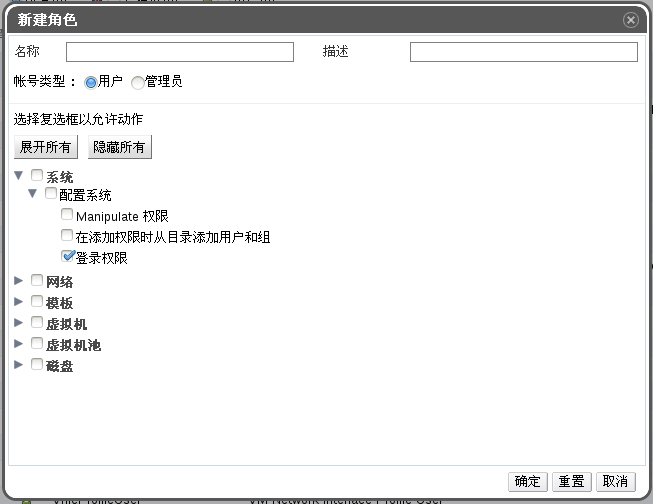 新建角色
名称 描述
帐号类型： 用户 管理员
选择复选框以允许动作
展开所有 隐藏所有
系统
配置系统
Manipulate 权限
在添加权限时从目录添加用户和组
登录权限
网络
模板
虚拟机
虚拟机池
磁盘
确定 重置 取消